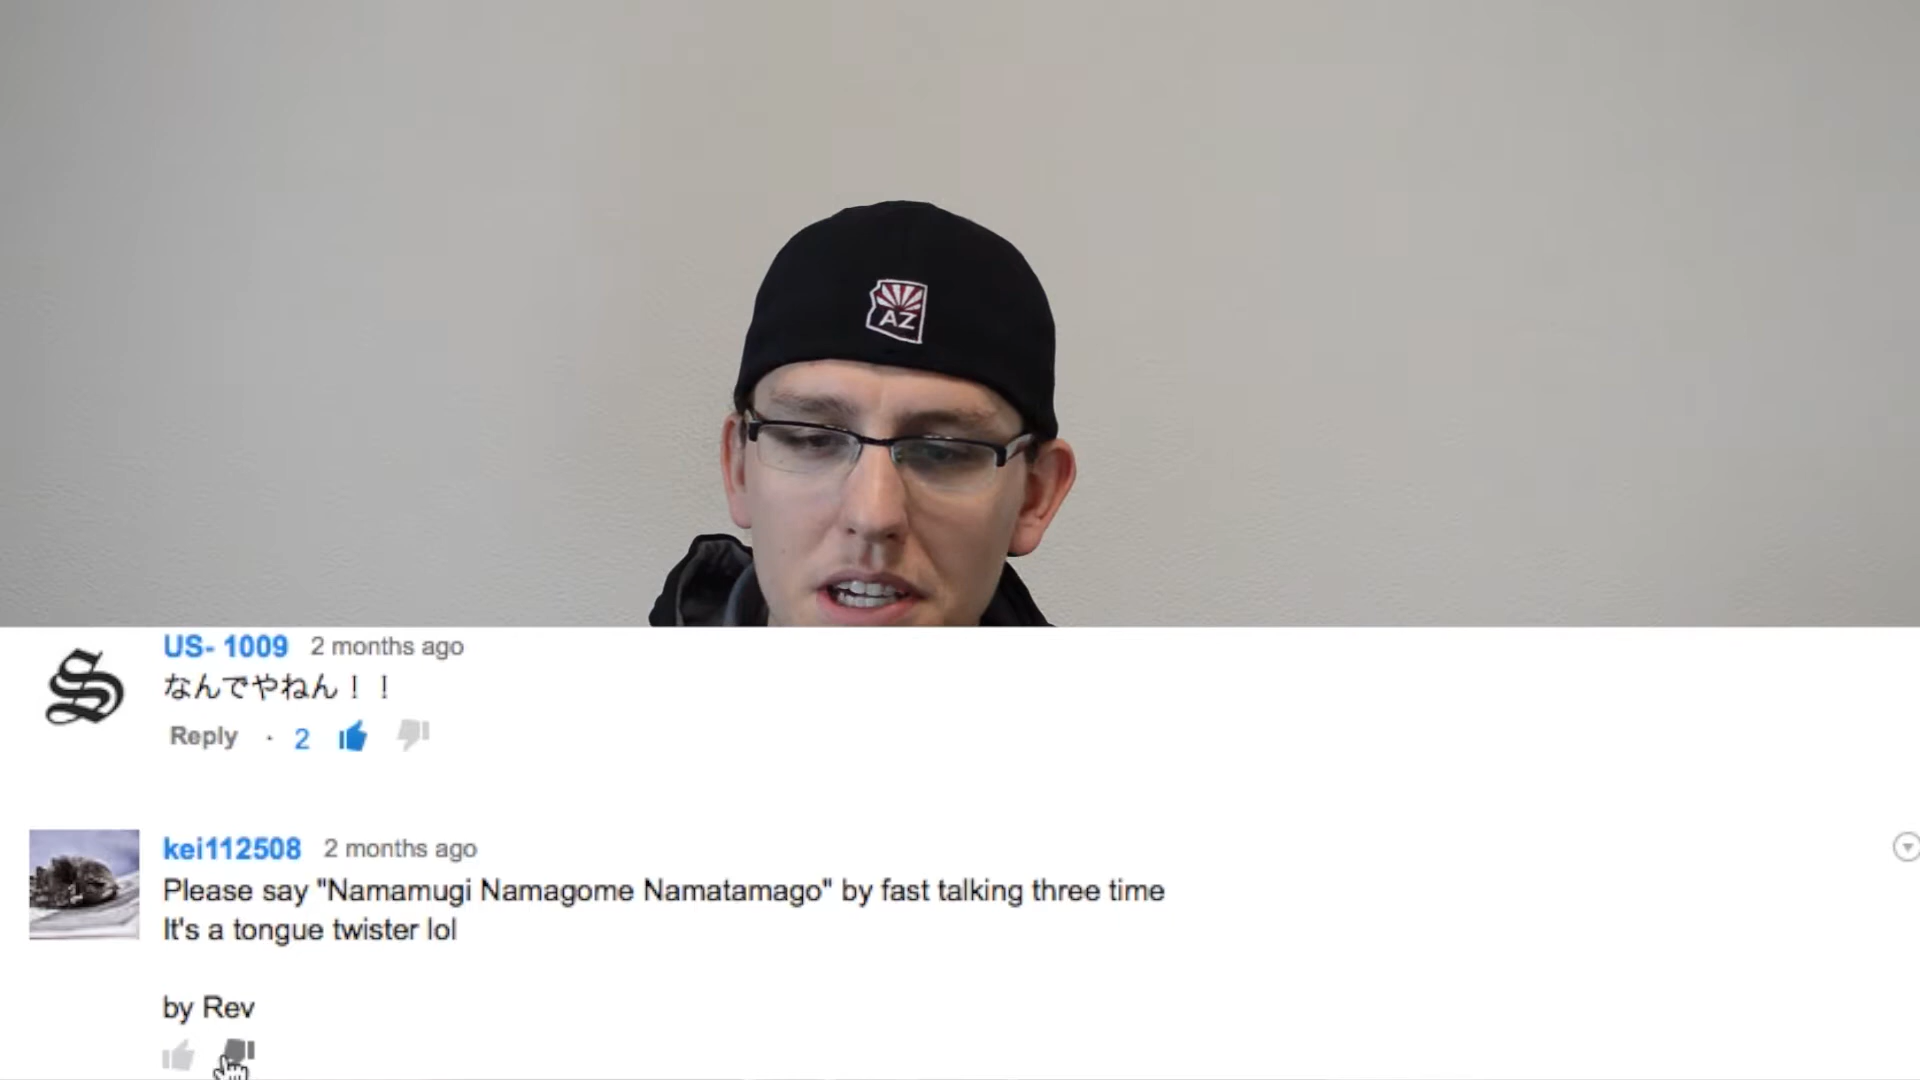 AZ
US- 1009 2 months ago
なんでやねん！！
Reply · 2
kei112508 2 months ago
Please say "Namamugi Namagome Namatamago" by fast talking three time
It's a tongue twister lol
by Rev